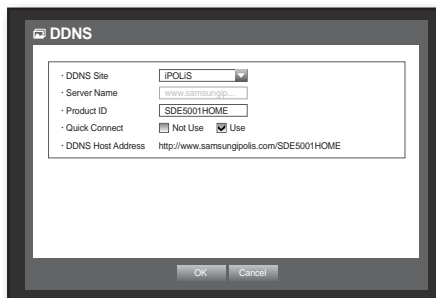 DDNS
· DDNS Site iPOLiS
· Server Name www.samsungip...
· Product ID SDE5001HOME
· Quick Connect Not Use Use
· DDNS Host Address http://www.samsungipolis.com/SDE5001HOME
OK Cancel